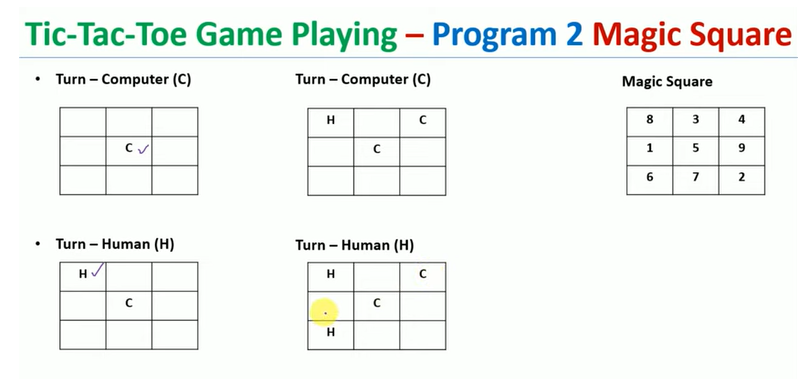 Tic-Tac-Toe Game Playing – Program 2 Magic Square
• Turn – Computer (C)
C
Turn – Computer (C)
H C
C
Magic Square
8 3 4
1 5 9
6 7 2
• Turn – Human (H)
H
C
Turn – Human (H)
H C
C
H